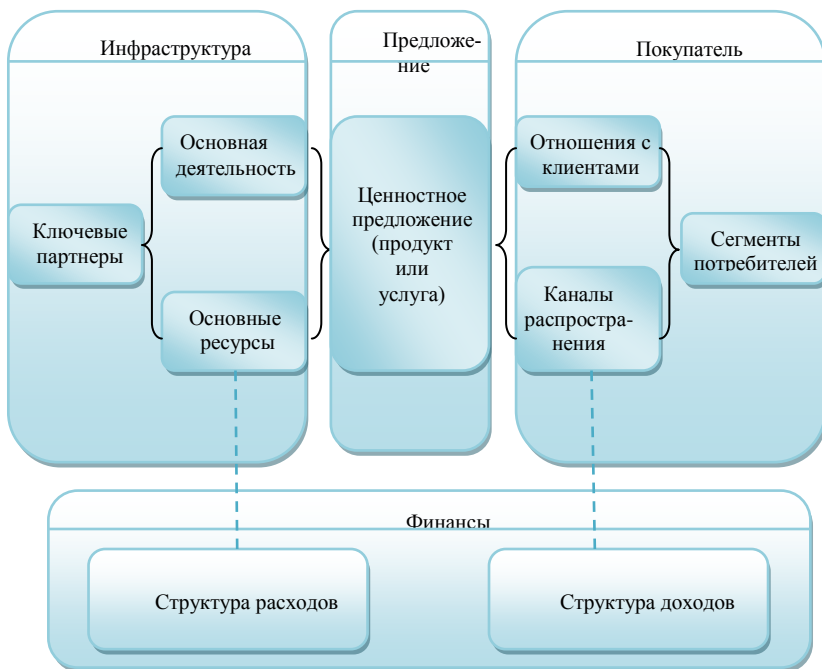 Инфраструктура
Предложе-
ние
Покупатель
Основная
деятельность
Ключевые
партнеры
Основные
ресурсы
Ценностное
предложение
(продукт
или
услуга)
Отношения с
клиентами
Каналы
распростра-
нения
Сегменты
потребителей
Финансы
Структура расходов
Структура доходов